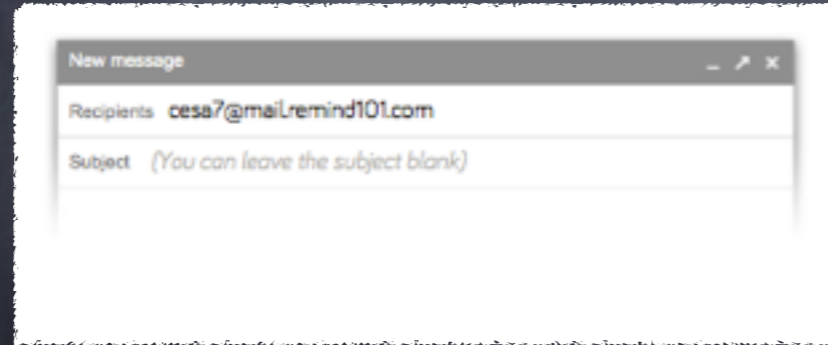 New message
Recipients cesa7@mail.remind101.com
Subject (You can leave the subject blank)